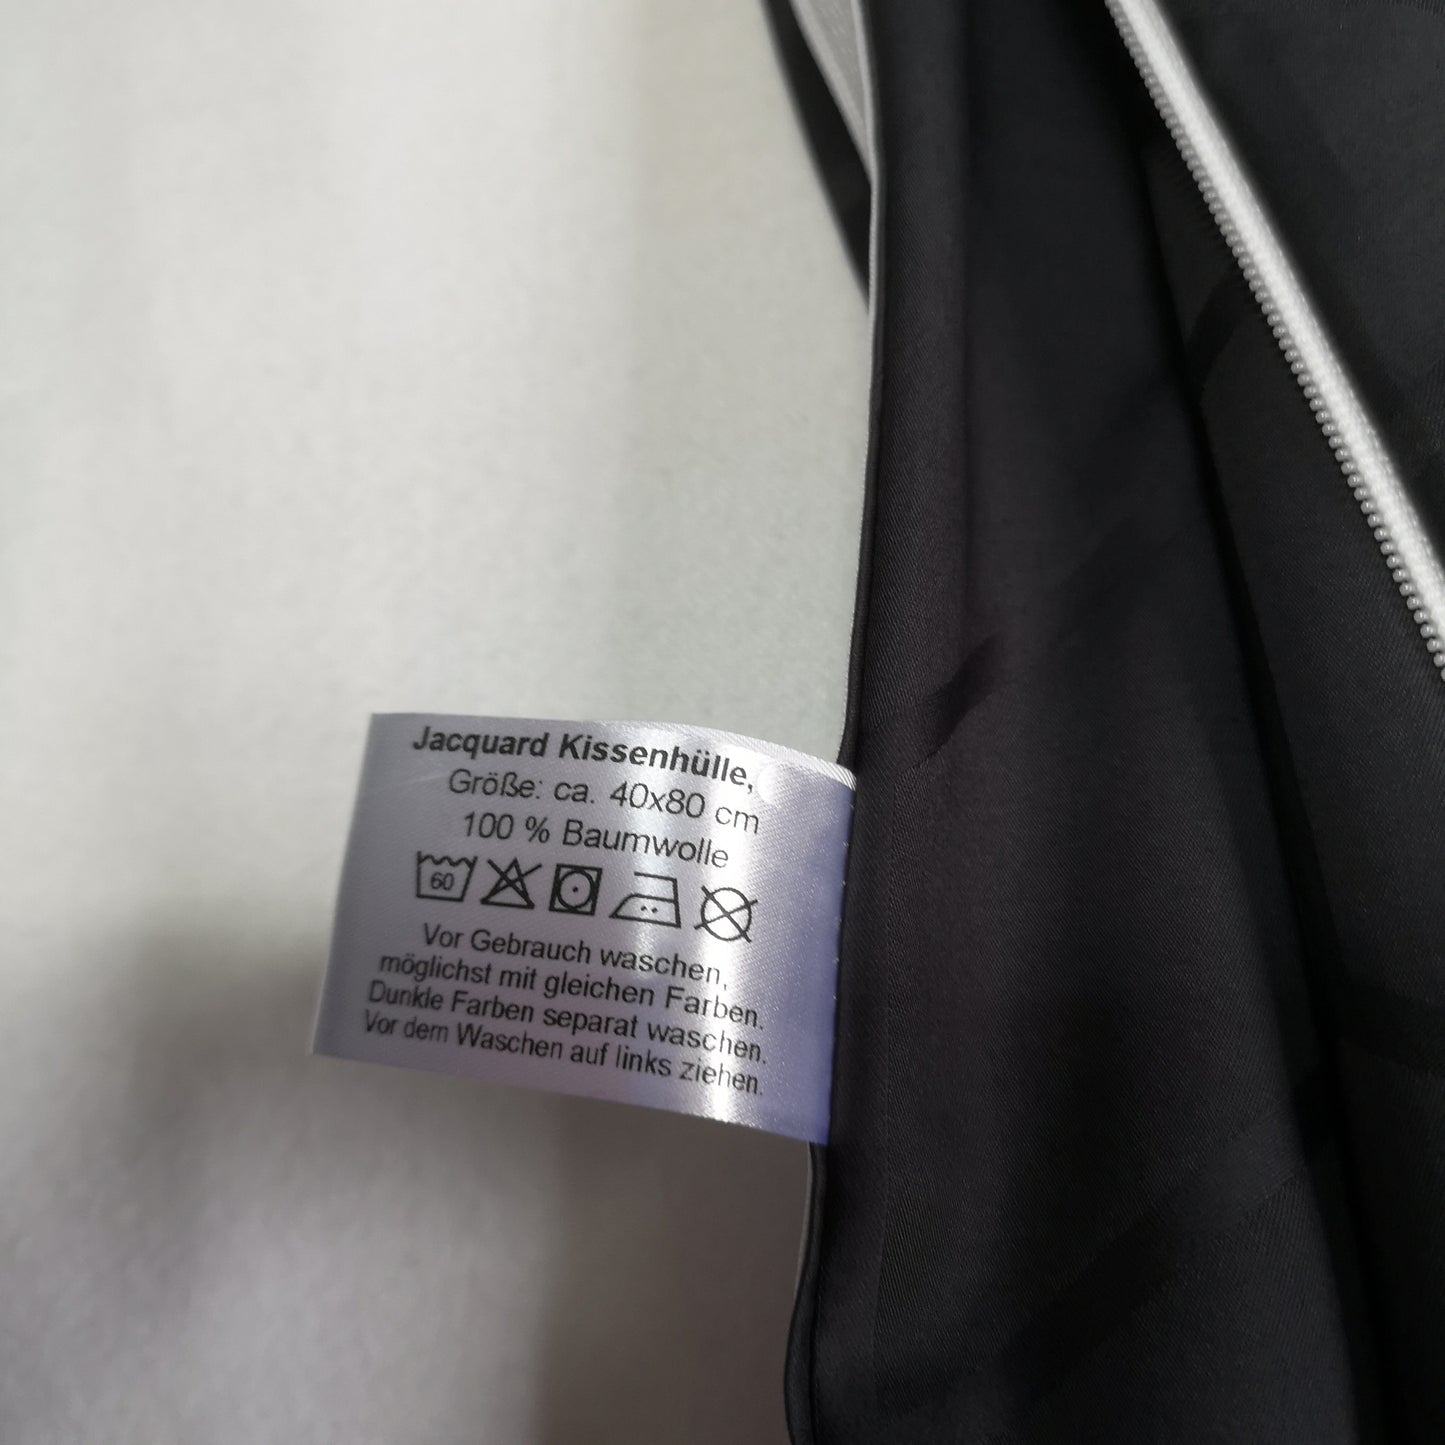 Jacquard Kissenhülle,
Größe: ca. 40x80 cm
100 % Baumwolle
60
Vor Gebrauch waschen,
möglichst mit gleichen Farben.
Dunkle Farben separat waschen.
Vor dem Waschen auf links ziehen.